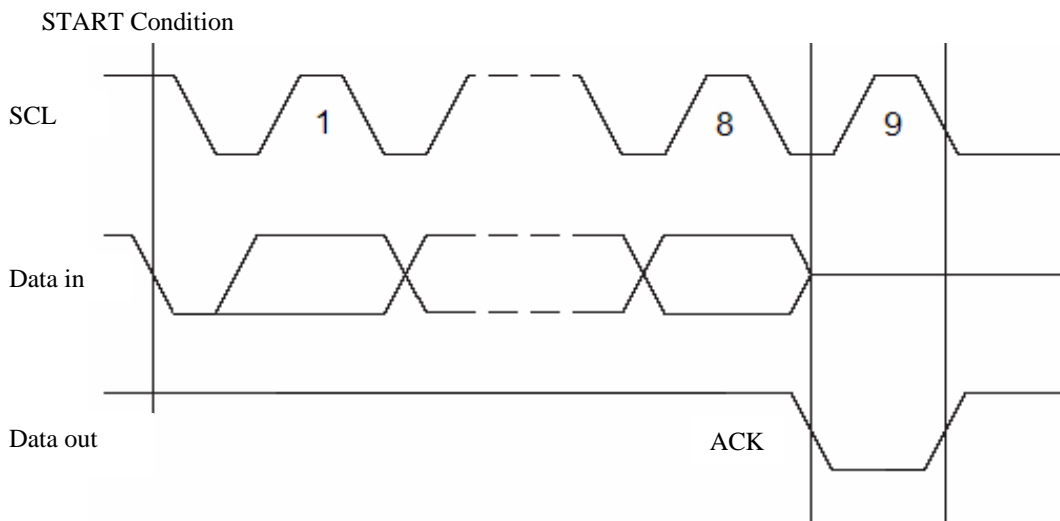 START Condition
SCL
1
8
9
Data in
Data out
ACK